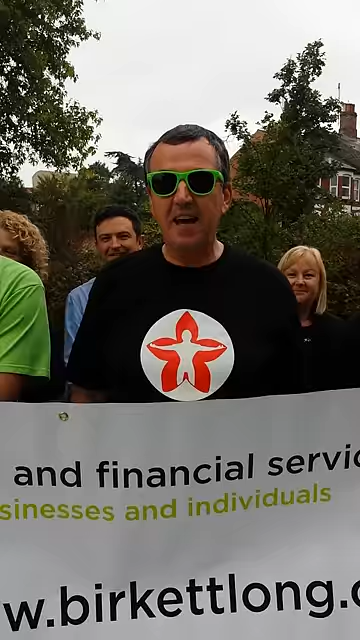 and financial servic
sinesses and individuals
w.birkettlong.c